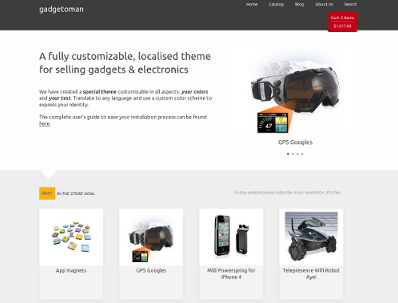 gadgetoman
Home Catalog Blog About Us Search
Cart: 3 items
A fully customizable, localised theme
for selling gadgets & electronics
We have created a special theme customizable in all aspects: your colors
and your text. Translate to any language and use a custom color scheme to
express your identity.
The complete user's guide to ease your installation process can be found
here.
GPS Googles
Hot! IN THE STORE NOW.
To stay updated please subscribe to our newsletter. It's free.
App magnets
GPS Googles
Milli Powerspring for
iPhone 4
Telepresence Wifi Robot
Aye!